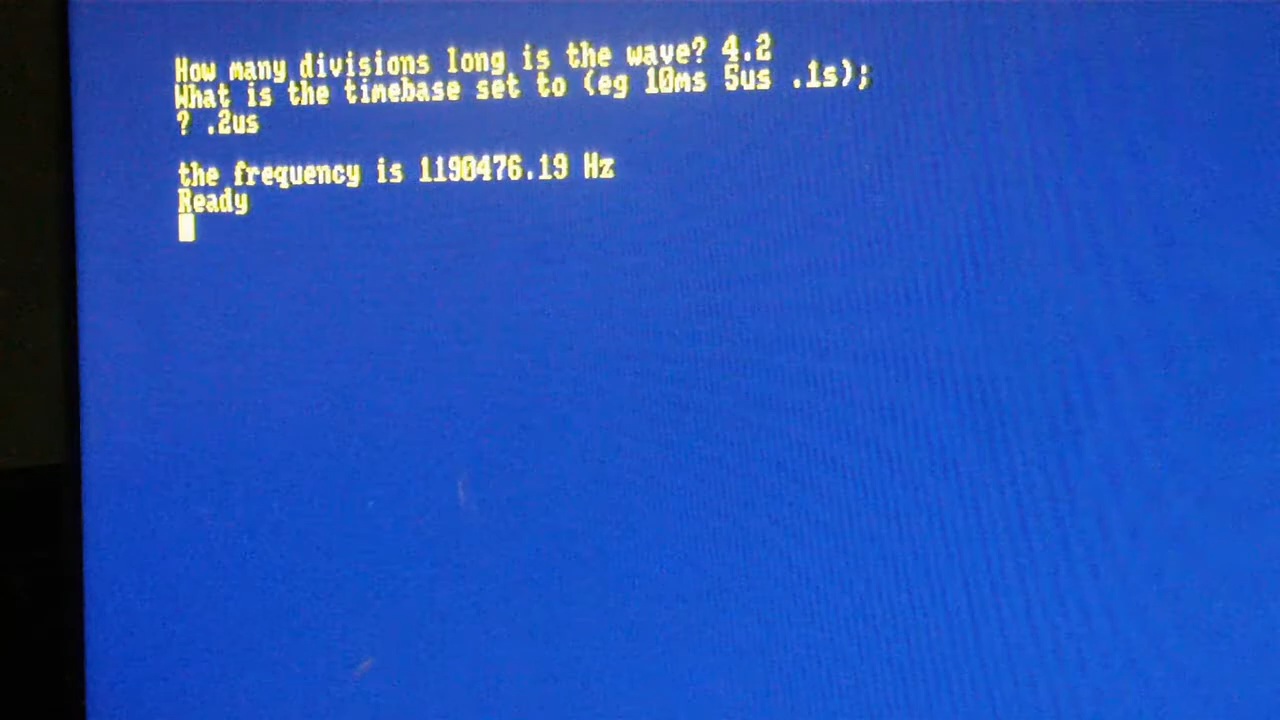 How many divisions long is the wave? 4.2
What is the timebase set to (eg 10ms 5us .1s);
? .2us
the frequency is 1190476.19 Hz
Ready